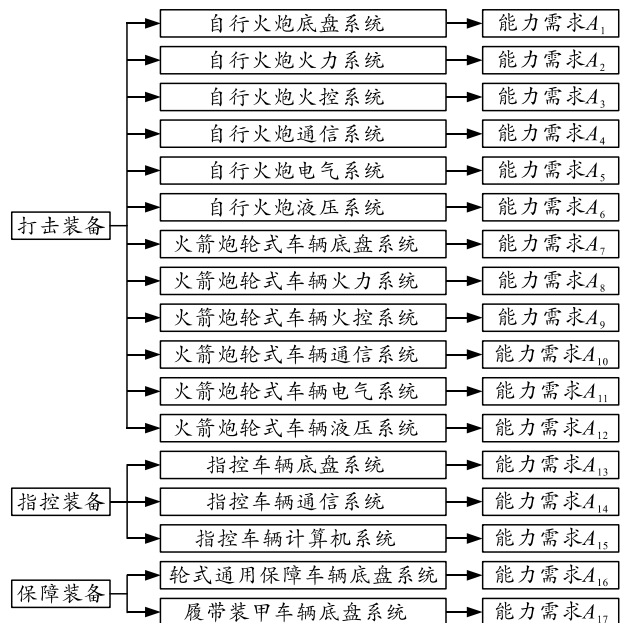 自行火炮底盘系统 能力需求A1
自行火炮火力系统 能力需求A2
自行火炮火控系统 能力需求A3
自行火炮通信系统 能力需求A4
自行火炮电气系统 能力需求A5
自行火炮液压系统 能力需求A6
打击装备
火箭炮轮式车辆底盘系统 能力需求A7
火箭炮轮式车辆火力系统 能力需求A8
火箭炮轮式车辆火控系统 能力需求A9
火箭炮轮式车辆通信系统 能力需求A10
火箭炮轮式车辆电气系统 能力需求A11
火箭炮轮式车辆液压系统 能力需求A12
指控车辆底盘系统 能力需求A13
指控装备 指控车辆通信系统 能力需求A14
指控车辆计算机系统 能力需求A15
轮式通用保障车辆底盘系统 能力需求A16
保障装备
履带装甲车辆底盘系统 能力需求A17